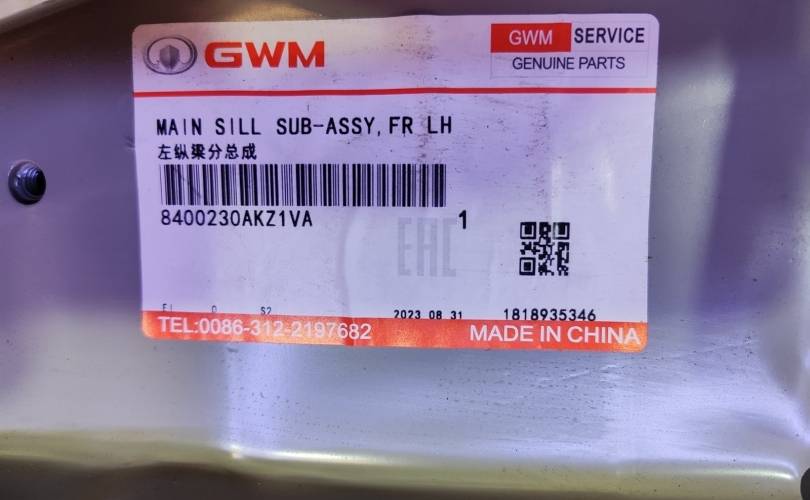 GWM
GWM SERVICE
GENUINE PARTS
MAIN SILL SUB-ASSY,FR LH
左纵梁分总成
8400230AKZ1VA 1
EAC
2023 08 31 1818935346
TEL:0086-312-2197682 MADE IN CHINA